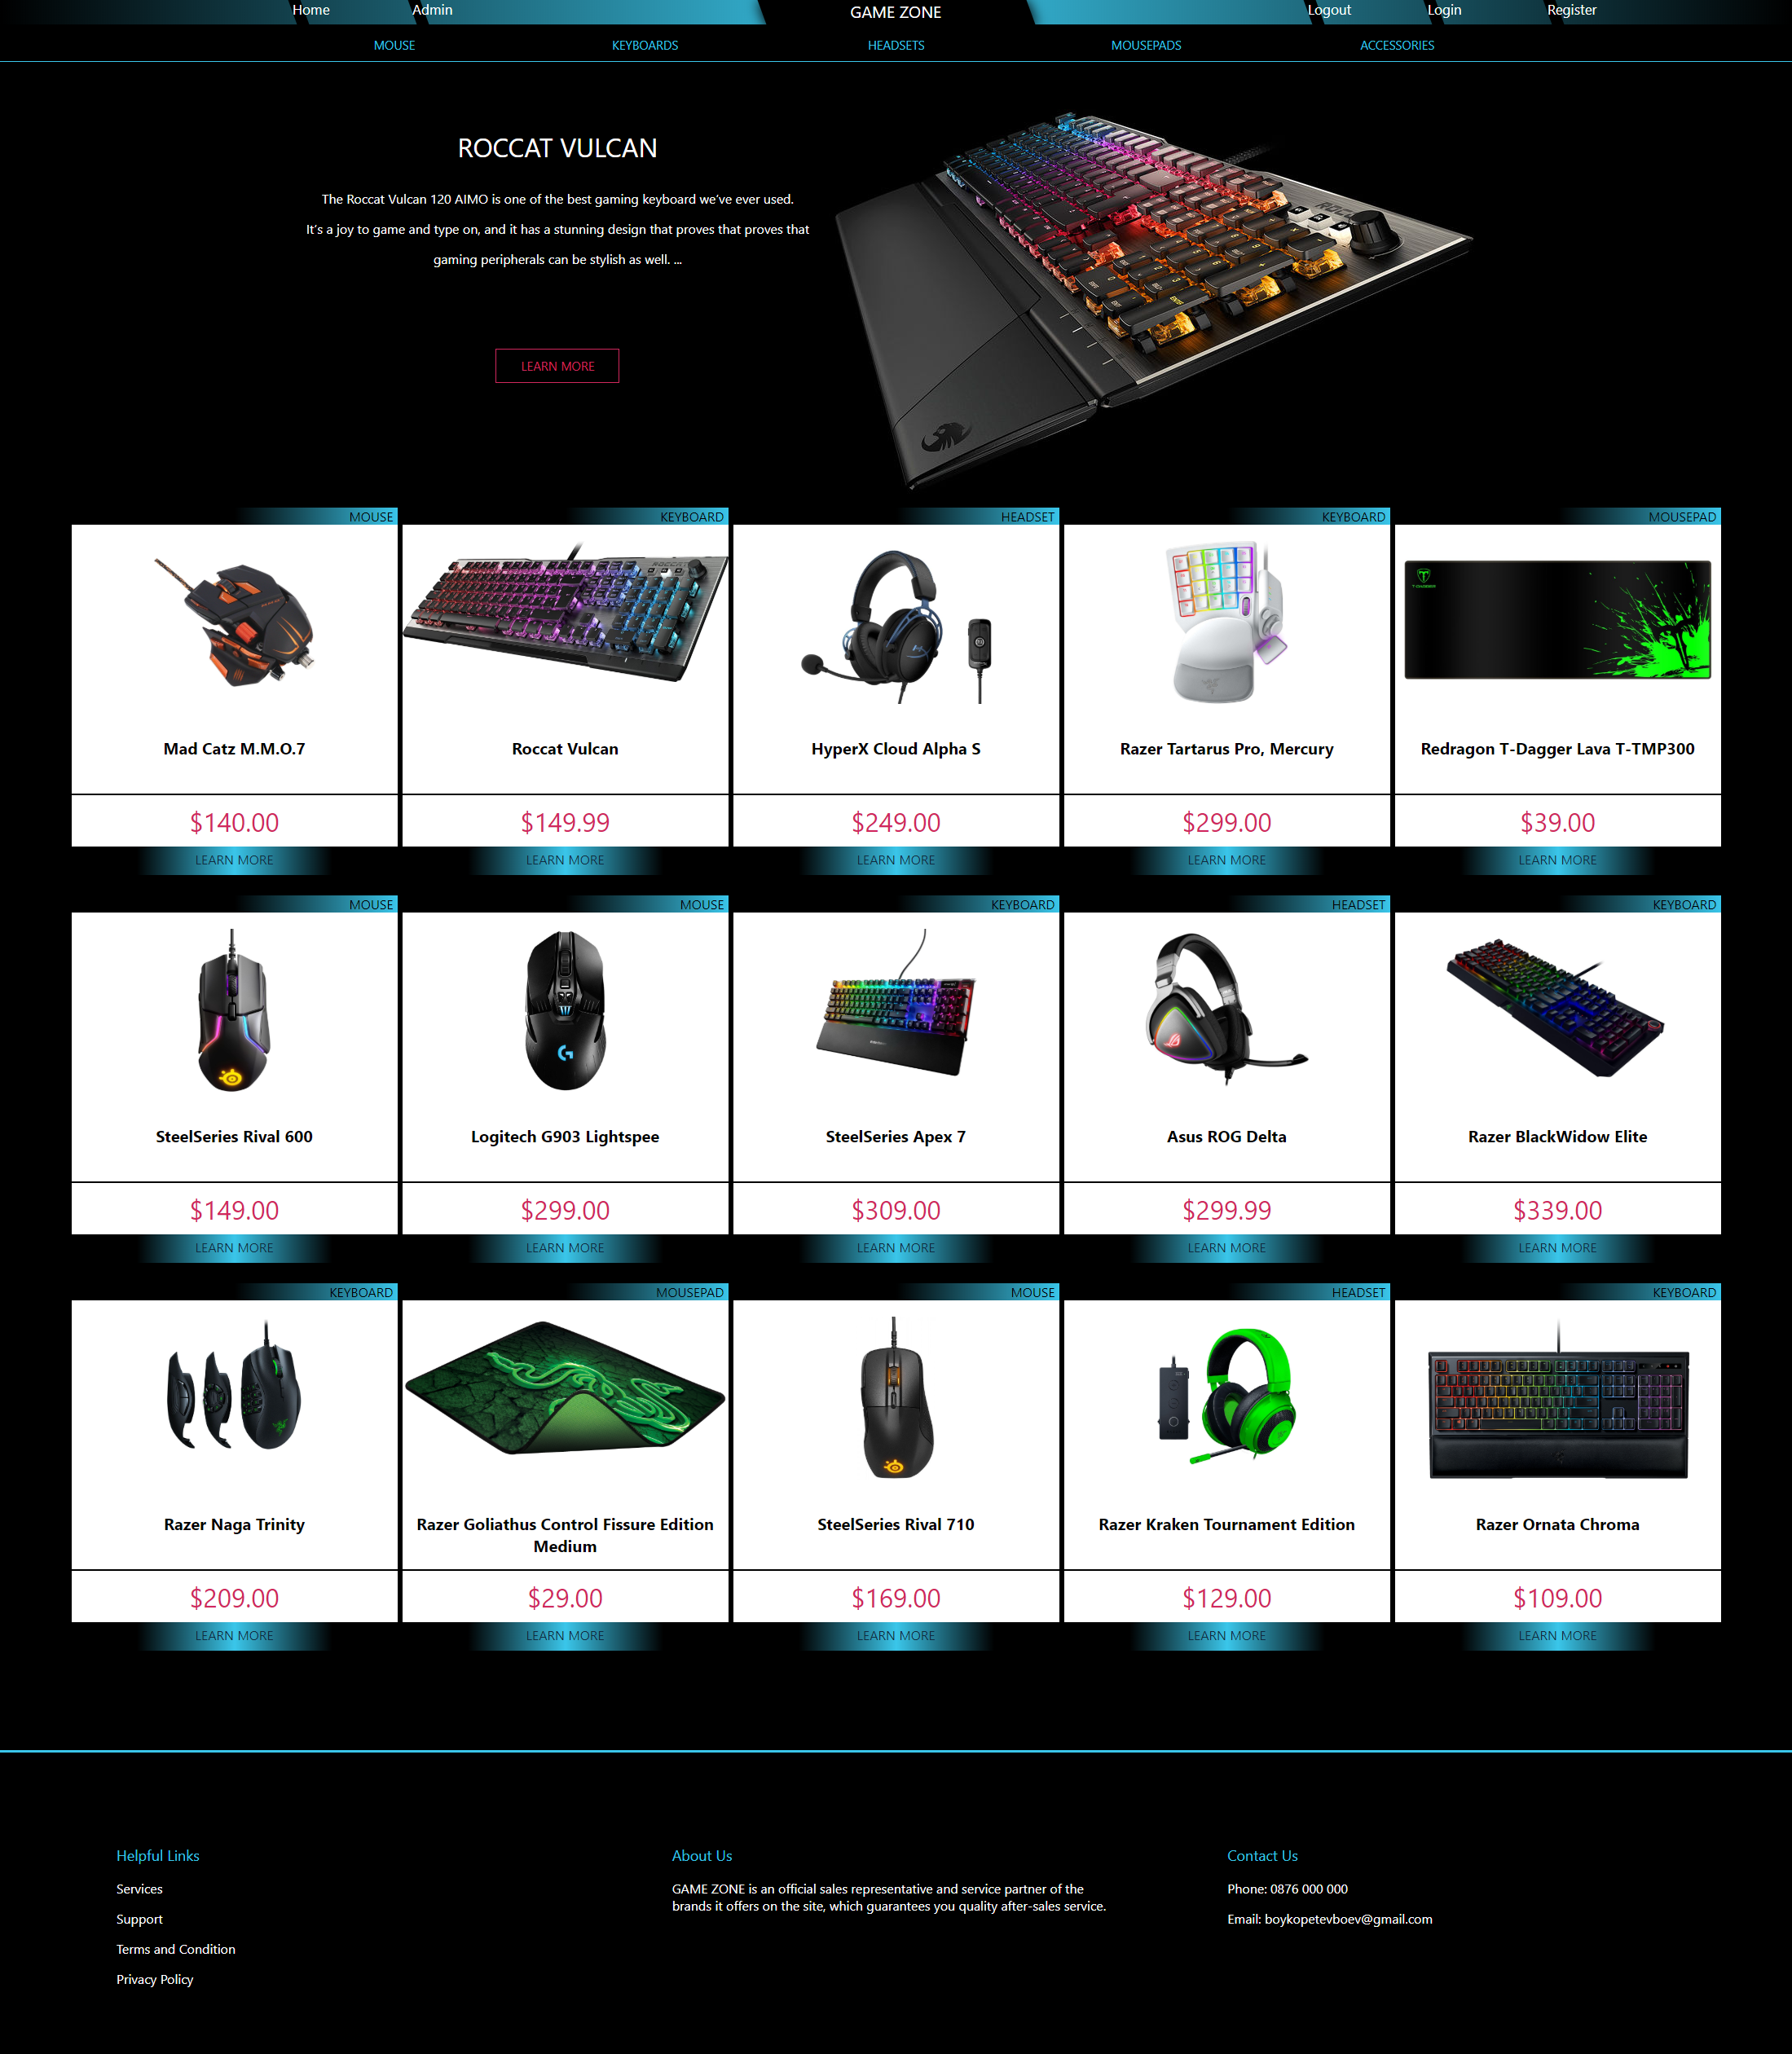 Home Admin GAME ZONE Logout Login Register
MOUSE KEYBOARDS HEADSETS MOUSEPADS ACCESSORIES
ROCCAT VULCAN
The Roccat Vulcan 120 AIMO is one of the best gaming keyboard we've ever used.
It's a joy to game and type on, and it has a stunning design that proves that proves that
gaming peripherals can be stylish as well. ...
LEARN MORE
MOUSE KEYBOARD HEADSET KEYBOARD MOUSEPAD
Mad Catz M.M.O.7 Roccat Vulcan HyperX Cloud Alpha S Razer Tartarus Pro, Mercury Redragon T-Dagger Lava T-TMP300
$140.00 $149.99 $249.00 $299.00 $39.00
LEARN MORE LEARN MORE LEARN MORE LEARN MORE LEARN MORE
MOUSE MOUSE KEYBOARD HEADSET KEYBOARD
SteelSeries Rival 600 Logitech G903 Lightspee SteelSeries Apex 7 Asus ROG Delta Razer BlackWidow Elite
$149.00 $299.00 $309.00 $299.99 $339.00
LEARN MORE LEARN MORE LEARN MORE LEARN MORE LEARN MORE
KEYBOARD MOUSEPAD MOUSE HEADSET KEYBOARD
Razer Naga Trinity Razer Goliathus Control Fissure Edition SteelSeries Rival 710 Razer Kraken Tournament Edition Razer Ornata Chroma
Medium
$209.00 $29.00 $169.00 $129.00 $109.00
LEARN MORE LEARN MORE LEARN MORE LEARN MORE LEARN MORE
Helpful Links
Services
Support
Terms and Condition
Privacy Policy
About Us
GAME ZONE is an official sales representative and service partner of the
brands it offers on the site, which guarantees you quality after-sales service.
Contact Us
Phone: 0876 000 000
Email: boykopetevboev@gmail.com